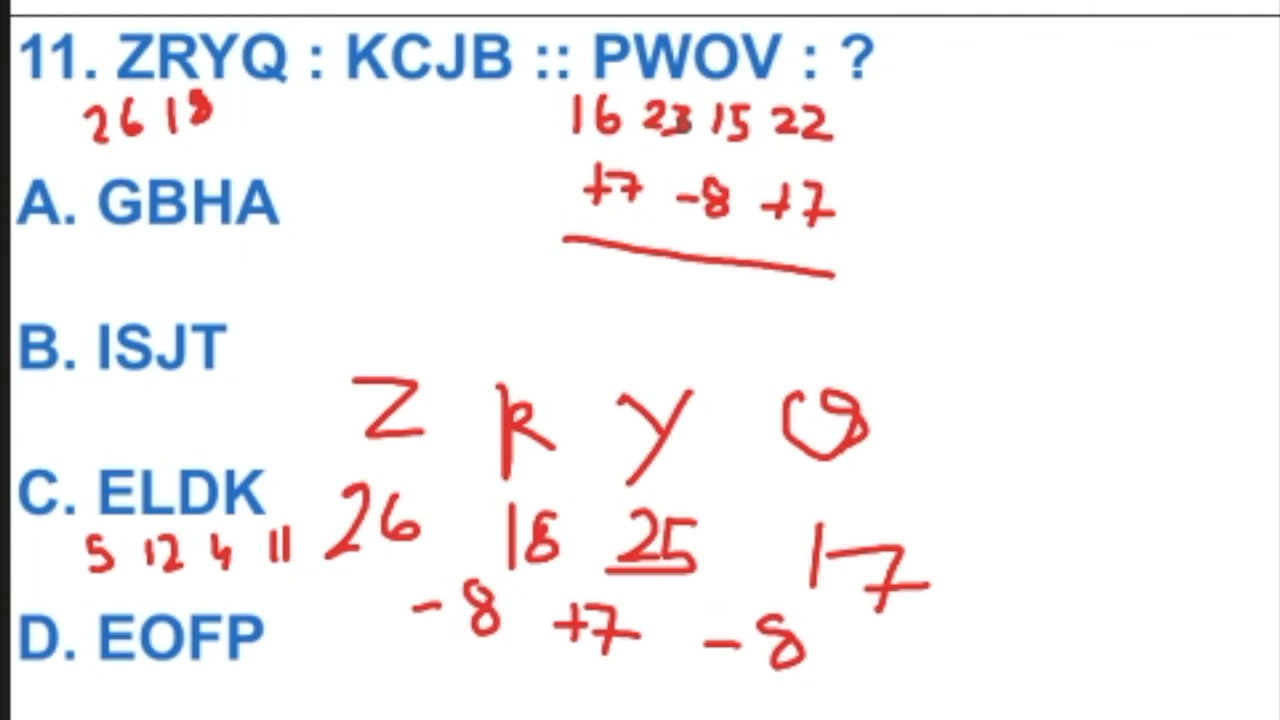 11. ZRYQ : KCJB :: PWOV : ?
26 18 16 23 15 22
A. GBHA +7 -8 +7
B. ISJT
Z R Y Q
C. ELDK
5 12 4 11 26 18 25 17
-8 +7 -8
D. EOFP